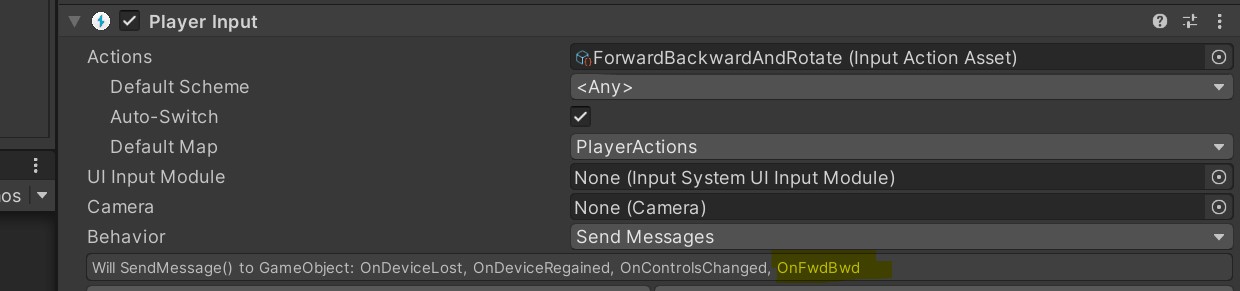 Player Input
Actions ForwardBackwardAndRotate (Input Action Asset)
Default Scheme <Any>
Auto-Switch
Default Map PlayerActions
UI Input Module None (Input System UI Input Module)
nos
Camera None (Camera)
Behavior Send Messages
Will SendMessage() to GameObject: OnDeviceLost, OnDeviceRegained, OnControlsChanged, OnFwdBwd